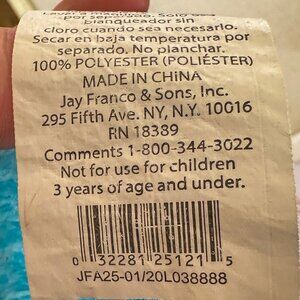 por separado. Solo use
blanqueador sin
cloro cuando sea necesario.
Secar en baja temperatura por
separado. No planchar.
100% POLYESTER (POLIÉSTER)
MADE IN CHINA
Jay Franco & Sons, Inc.
295 Fifth Ave. NY, N.Y. 10016
RN 18389
Comments 1-800-344-3022
Not for use for children
3 years of age and under.
0 32281 25121 5
JFA25-01/20L038888